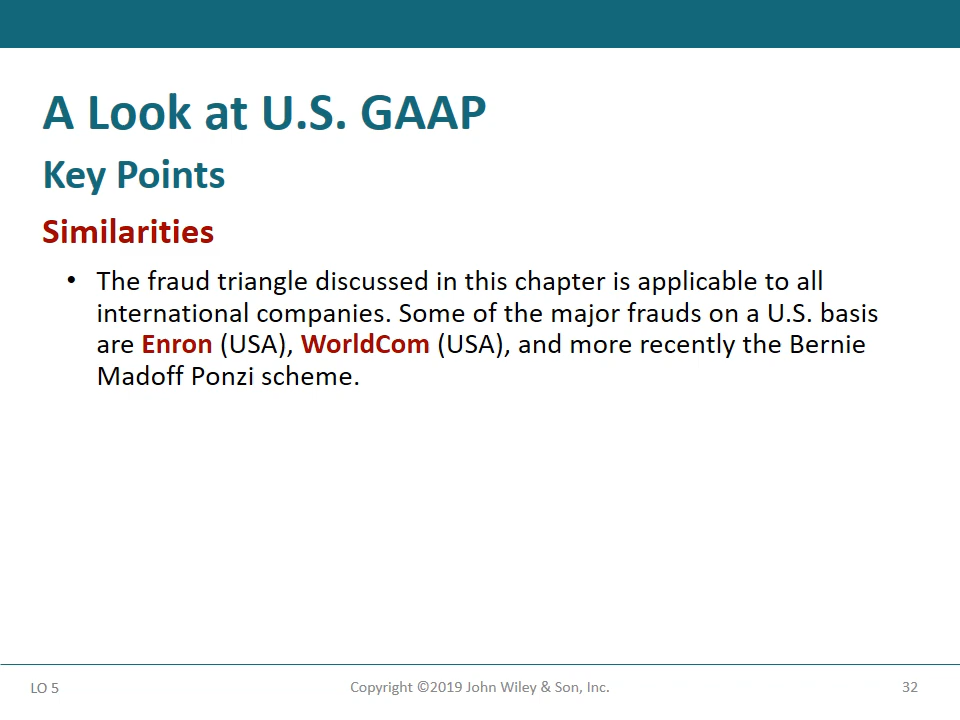 A Look at U.S. GAAP
Key Points
Similarities
• The fraud triangle discussed in this chapter is applicable to all
international companies. Some of the major frauds on a U.S. basis
are Enron (USA), WorldCom (USA), and more recently the Bernie
Madoff Ponzi scheme.
LO 5
Copyright ©2019 John Wiley & Son, Inc.
32